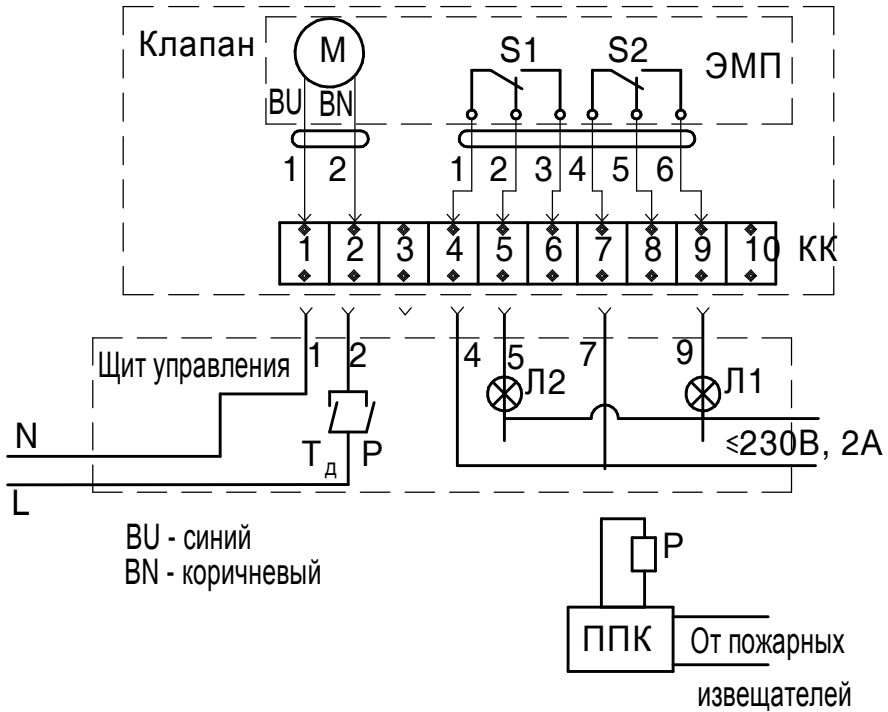 Клапан
М
S1 S2
ЭМП
BU BN
1 2 1 2 3 4 5 6
1 2 3 4 5 6 7 8 9 10 КК
Щит управления
1 2 4 5 7 9
Л2 Л1
N
Тд Р
≤230В, 2А
L
BU - синий
BN - коричневый
Р
ППК
От пожарных
извещателей